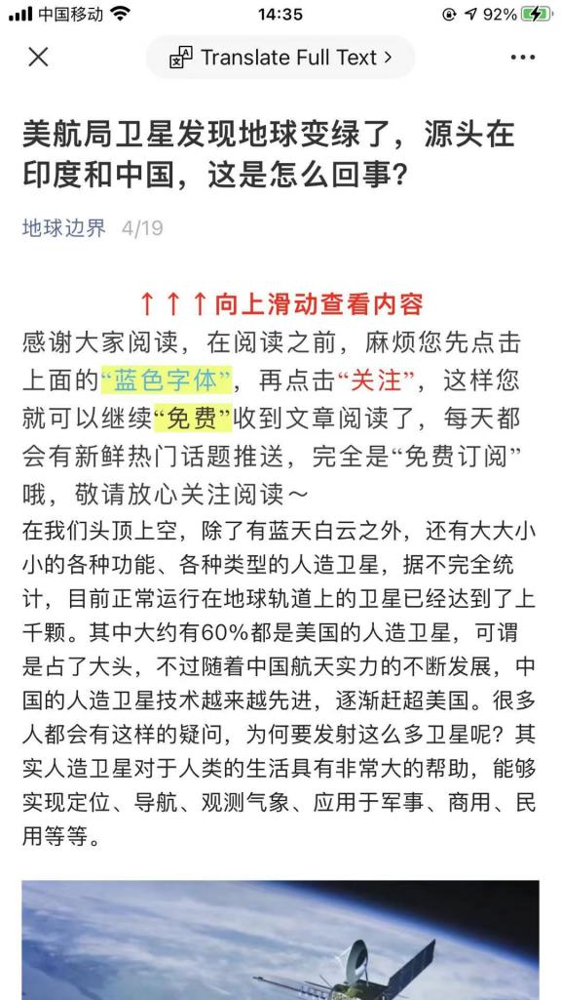 中国移动 14:35 92%
Translate Full Text >
美航局卫星发现地球变绿了，源头在
印度和中国，这是怎么回事？
地球边界 4/19
↑↑↑向上滑动查看内容
感谢大家阅读，在阅读之前，麻烦您先点击
上面的“蓝色字体”，再点击“关注”，这样您
就可以继续“免费”收到文章阅读了，每天都
会有新鲜热门话题推送，完全是“免费订阅”
哦，敬请放心关注阅读～
在我们头顶上空，除了有蓝天白云之外，还有大大小
小的各种功能、各种类型的人造卫星，据不完全统
计，目前正常运行在地球轨道上的卫星已经达到了上
千颗。其中大约有60%都是美国的人造卫星，可谓
是占了大头，不过随着中国航天实力的不断发展，中
国的人造卫星技术越来越先进，逐渐赶超美国。很多
人都会有这样的疑问，为何要发射这么多卫星呢？其
实人造卫星对于人类的生活具有非常大的帮助，能够
实现定位、导航、观测气象、应用于军事、商用、民
用等等。